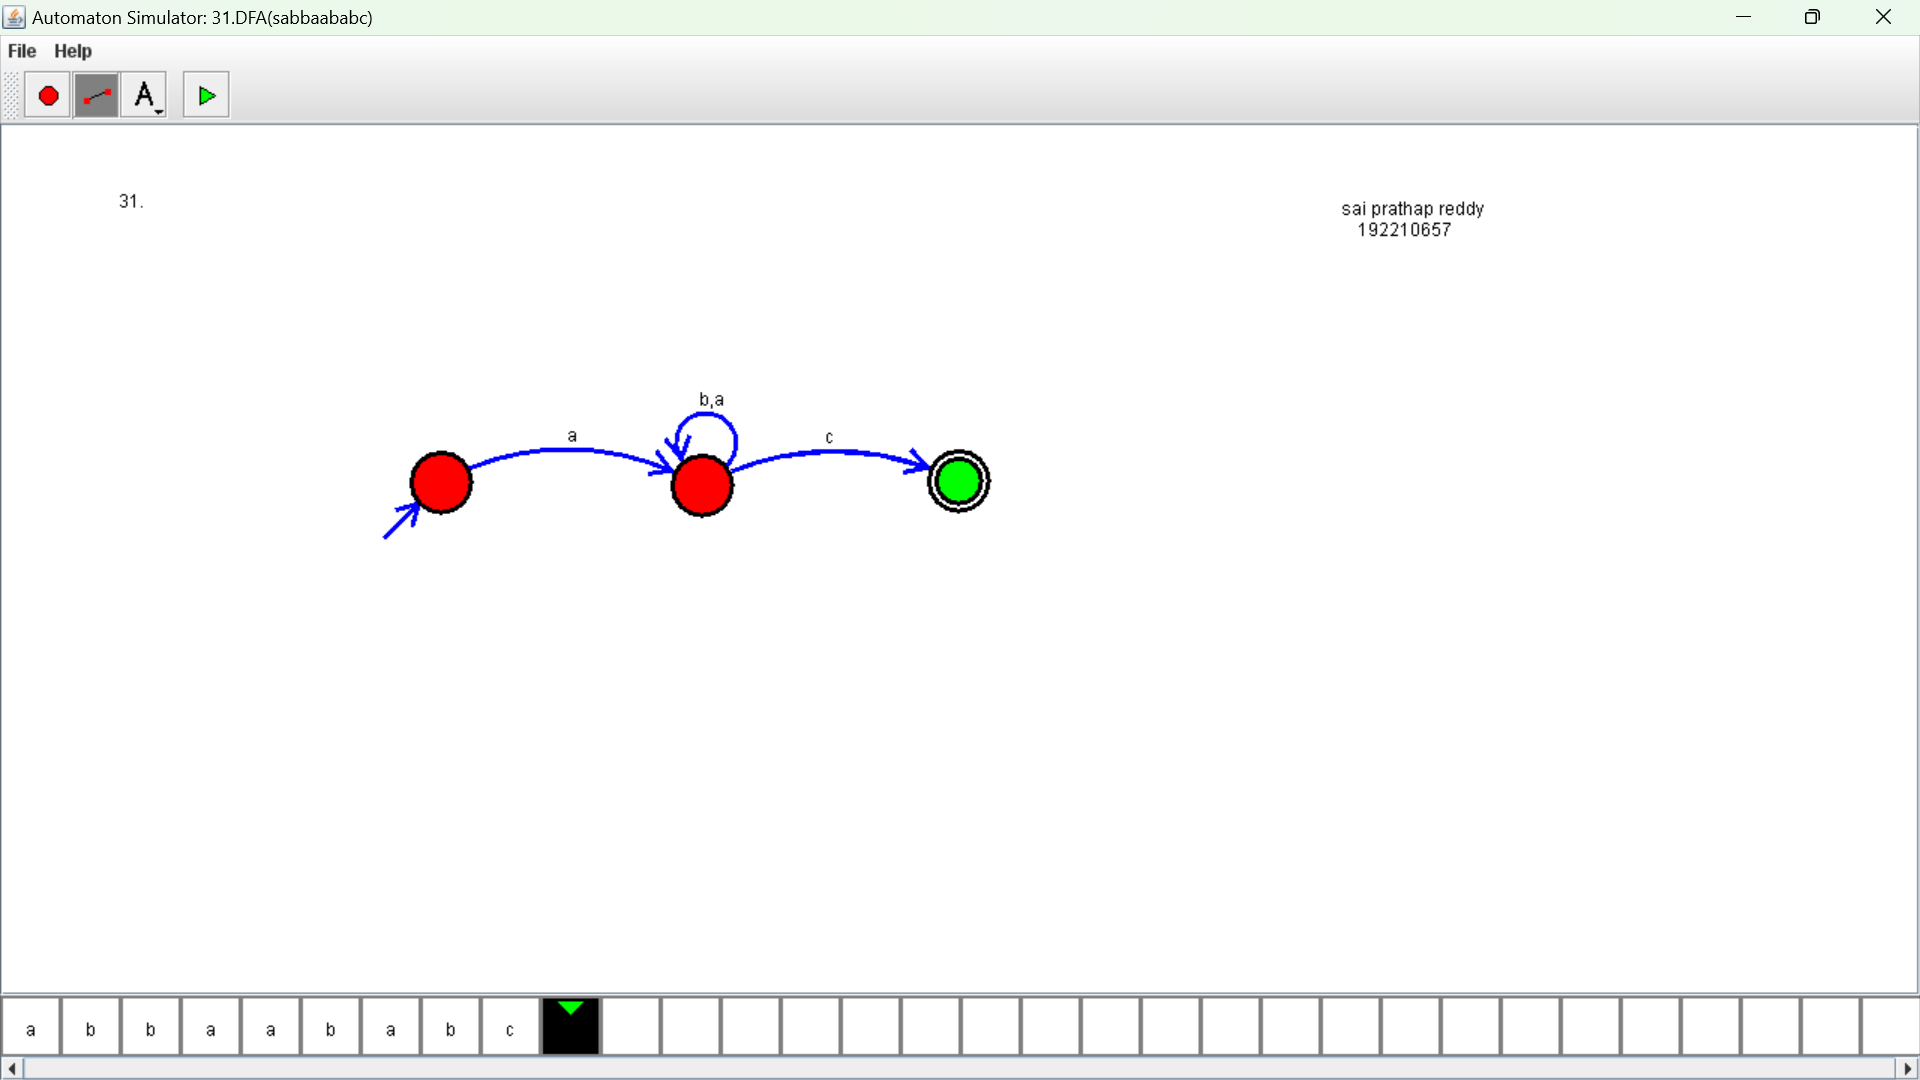 Automaton Simulator: 31.DFA(sabbaababc)
File Help
A
31.
sai prathap reddy
192210657
b,a
a
c
a b b a a b a b c